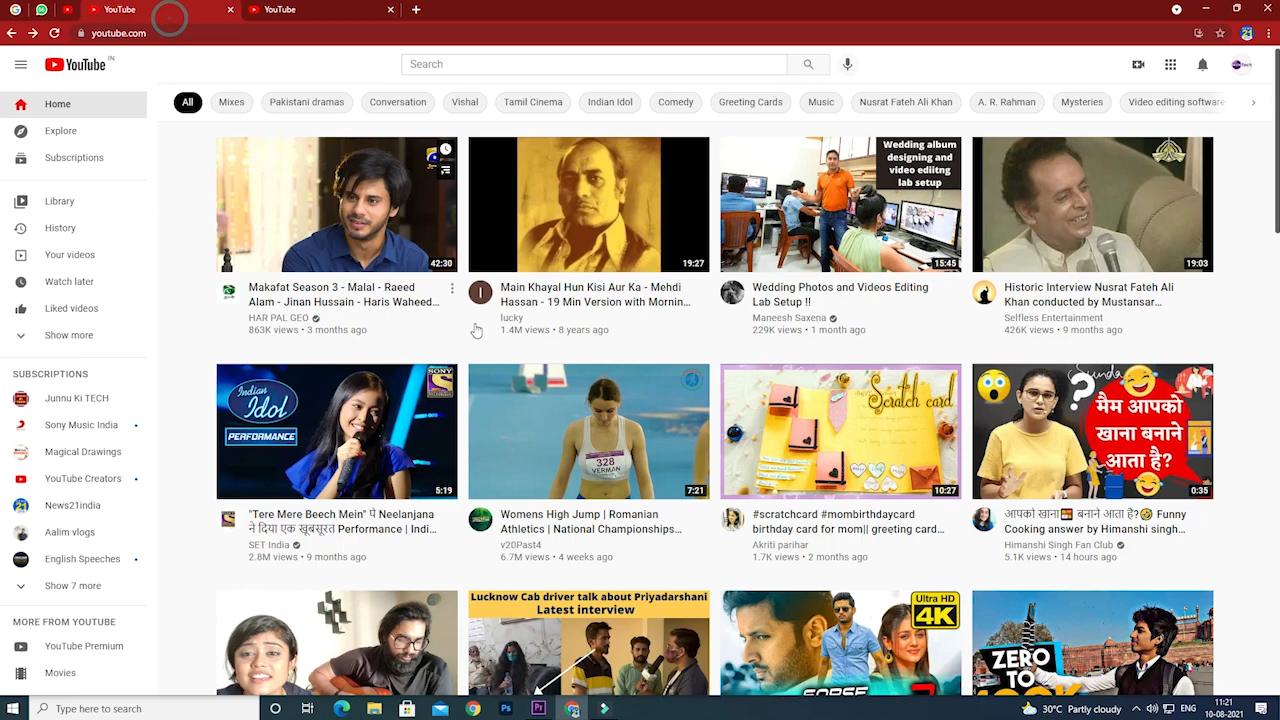 YouTube
YouTube
youtube.com
YouTube IN
Search
All
Mixes
Pakistani dramas
Conversation
Vishal
Tamil Cinema
Indian Idol
Comedy
Greeting Cards
Music
Nusrat Fateh Ali Khan
A. R. Rahman
Mysteries
Video editing software
Home
Explore
Subscriptions
Library
History
Your videos
Watch later
Liked videos
Show more
SUBSCRIPTIONS
Junnu Ki TECH
Sony Music India
Magical Drawings
YouTube Creators
News21india
Aalim vlogs
English Speeches
Show 7 more
MORE FROM YOUTUBE
YouTube Premium
Movies
42:30
Makafat Season 3 - Malal - Raeed
Alam - Jinan Hussain - Haris Waheed...
HAR PAL GEO
863K views • 3 months ago
19:27
I
Main Khayal Hun Kisi Aur Ka - Mehdi
Hassan - 19 Min Version with Mornin...
lucky
1.4M views • 8 years ago
Wedding album
designing and
video ediitng
lab setup
15:45
Wedding Photos and Videos Editing
Lab Setup !!
Maneesh Saxena
229K views • 1 month ago
19:03
Historic Interview Nusrat Fateh Ali
Khan conducted by Mustansar...
Selfless Entertainment
426K views • 9 months ago
Indian
Idol
PERFORMANCE
SONY
SET
5:19
"Tere Mere Beech Mein" पे Neelanjana
ने दिया एक खूबसूरत Performance | Indi...
SET India
2.8M views • 9 months ago
328
VERMAN
7:21
Womens High Jump | Romanian
Athletics | National Championships...
v20Past4
6.7M views • 4 weeks ago
Scratch card
10:27
#scratchcard #mombirthdaycard
birthday card for mom|| greeting card...
Akriti parihar
1.7K views • 2 months ago
मैम आपको
खाना बनाने
आता है?
0:35
आपको खाना बनाने आता है? Funny
Cooking answer by Himanshi singh...
Himanshi Singh Fan Club
5.1K views • 14 hours ago
Lucknow Cab driver talk about Priyadarshani
Latest interview
Ultra HD
4K
ZERO
TO
Type here to search
30°C Partly cloudy
ENG
11:21
10-08-2021